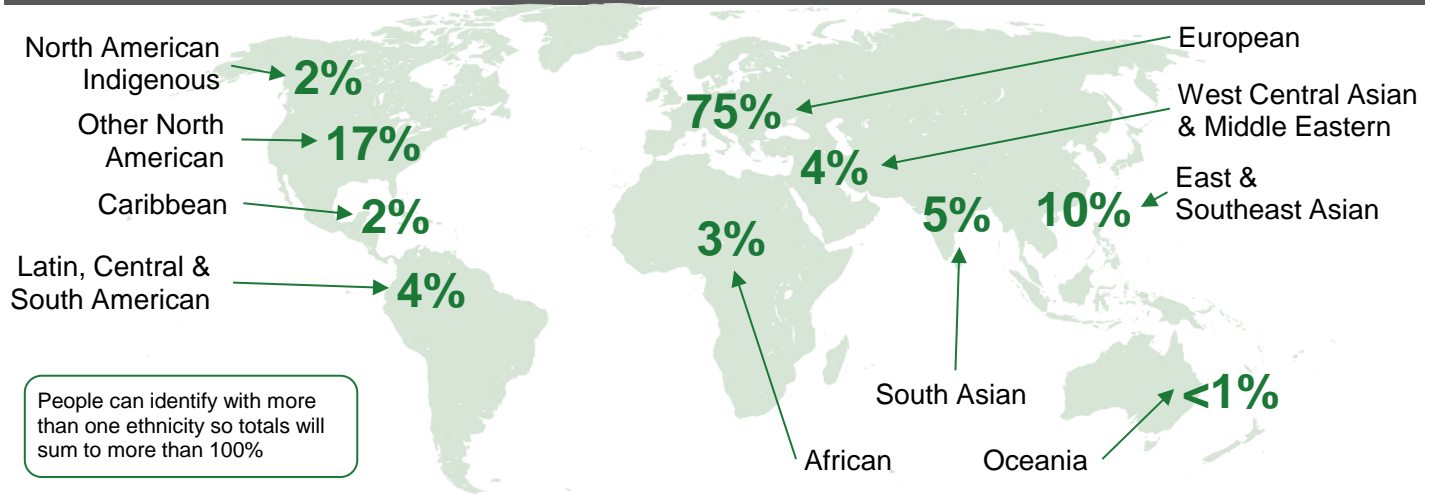 North American
Indigenous
2%
Other North
American
17%
Caribbean
2%
Latin, Central &
South American
4%
European
75%
West Central Asian
& Middle Eastern
4%
East &
Southeast Asian
10%
5%
South Asian
3%
African
Oceania
<1%
People can identify with more
than one ethnicity so totals will
sum to more than 100%